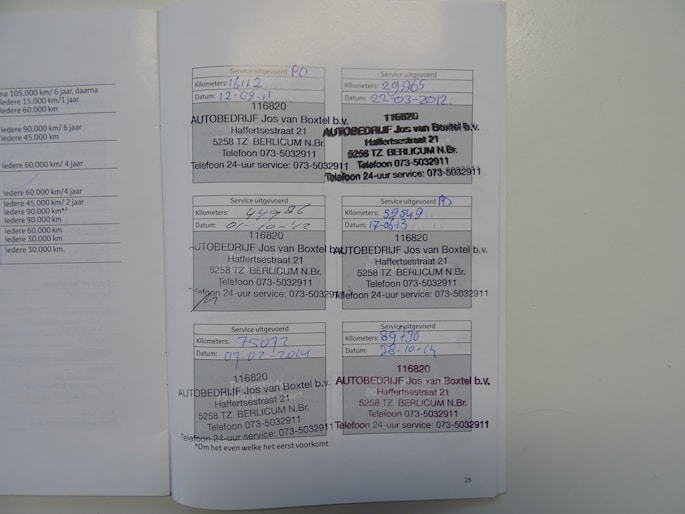 na 105.000 km/ 6 jaar, daarna
iedere 15.000 km/1 jaar
iedere 60.000 km
iedere 90.000 km/ 6 jaar
iedere 45.000 km
iedere 60.000 km/ 4 jaar
iedere 60.000 km/4 jaar
iedere 45.000 km/ 2 jaar
iedere 90.000 km*⁾
iedere 90.000 km
iedere 60.000 km
iedere 30.000 km
iedere 30.000 km.
Service uitgevoerd PD
Kilometers: 16112
Datum: 12-09-11
116820
AUTOBEDRIJF Jos van Boxtel b.v.
Haffertsestraat 21
5258 TZ BERLICUM N.Br.
Telefoon 073-5032911
Telefoon 24-uur service: 073-5032911
Service uitgevoerd
Kilometers: 29865
Datum: 22-03-2012
116820
AUTOBEDRIJF Jos van Boxtel b.v.
Haffertsestraat 21
5258 TZ BERLICUM N.Br.
Telefoon 073-5032911
Telefoon 24-uur service: 073-5032911
Service uitgevoerd
Kilometers: 44986
Datum: 01-10-12
116820
AUTOBEDRIJF Jos van Boxtel b.v.
Haffertsestraat 21
5258 TZ BERLICUM N.Br.
Telefoon 073-5032911
Telefoon 24-uur service: 073-5032911
Service uitgevoerd PD
Kilometers: 59549
Datum: 17-06-13
116820
AUTOBEDRIJF Jos van Boxtel b.v.
Haffertsestraat 21
5258 TZ BERLICUM N.Br.
Telefoon 073-5032911
Telefoon 24-uur service: 073-5032911
Service uitgevoerd
Kilometers: 75072
Datum: 07-02-2014
116820
AUTOBEDRIJF Jos van Boxtel b.v.
Haffertsestraat 21
5258 TZ BERLICUM N.Br.
Telefoon 073-5032911
Telefoon 24-uur service: 073-5032911
Service uitgevoerd
Kilometers: 89736
Datum: 28-10-14
116820
AUTOBEDRIJF Jos van Boxtel b.v.
Haffertsestraat 21
5258 TZ BERLICUM N.Br.
Telefoon 073-5032911
Telefoon 24-uur service: 073-5032911
*Om het even welke het eerst voorkomt
25